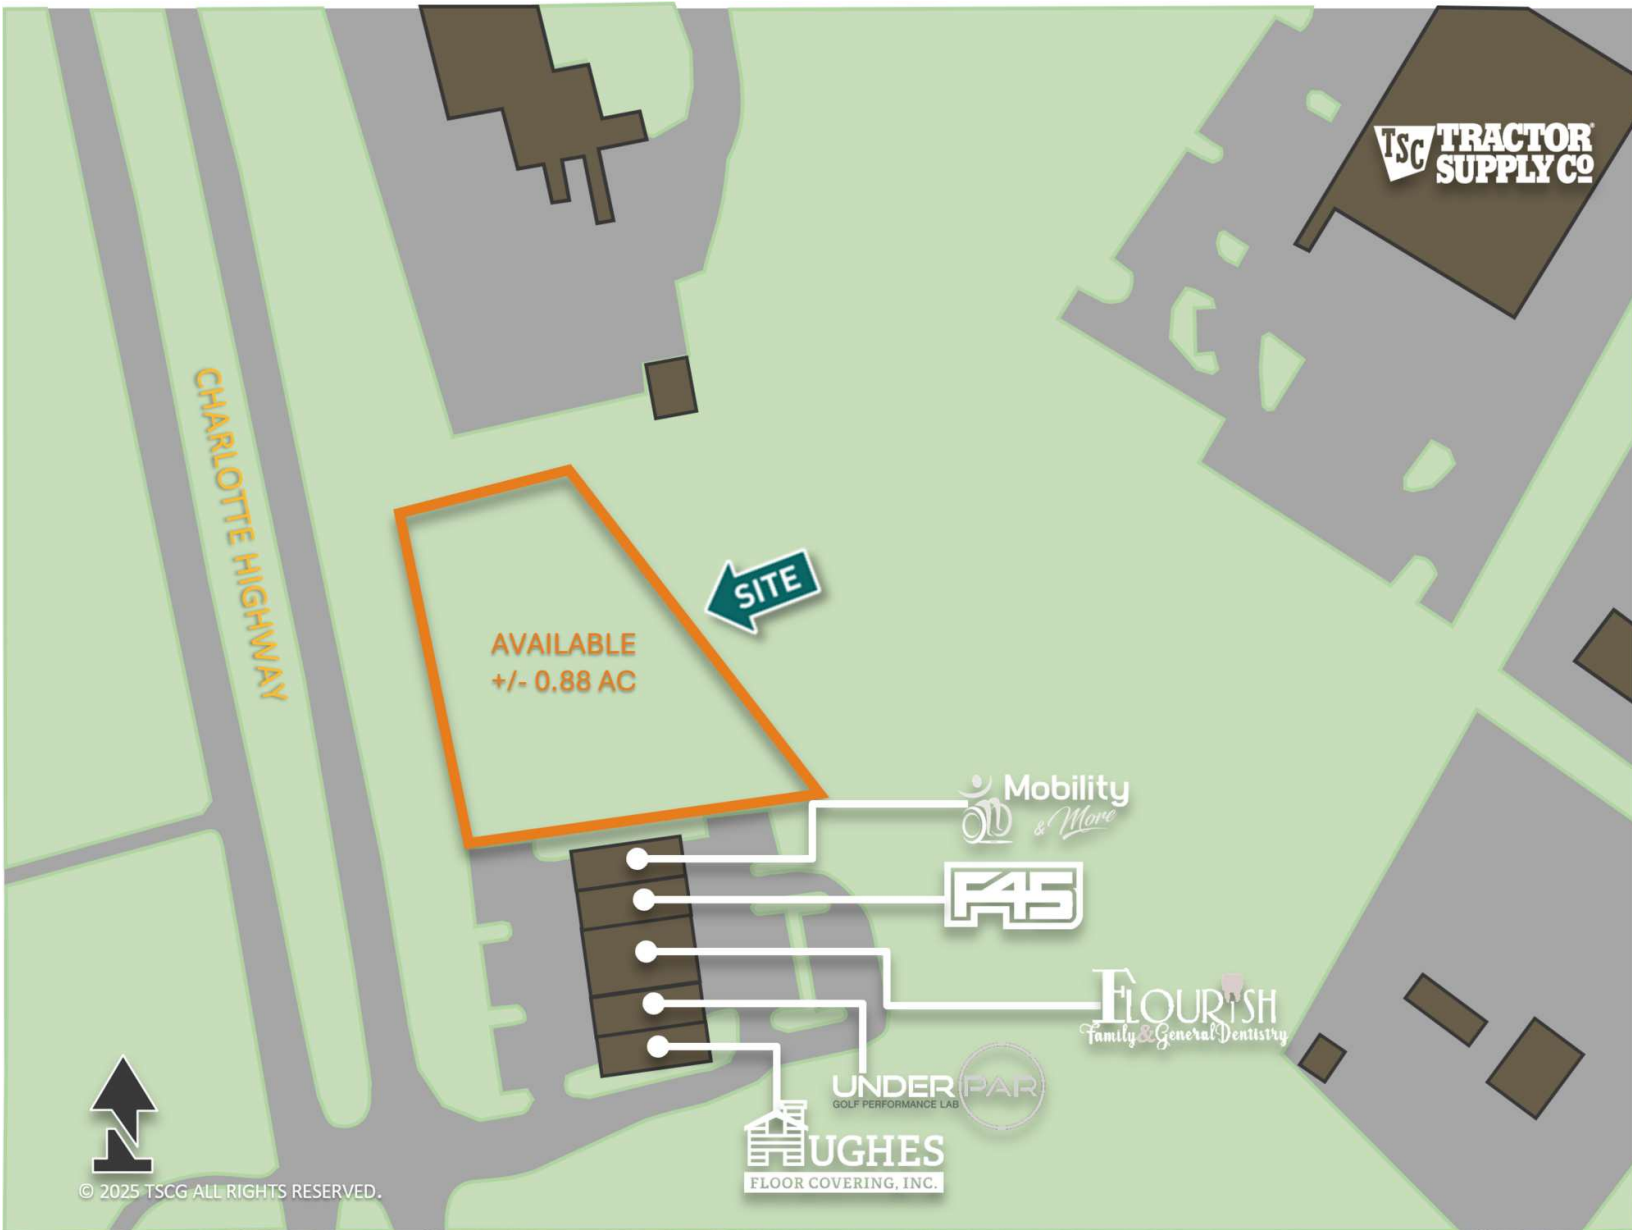 TSC TRACTOR
SUPPLY CO
CHARLOTTE HIGHWAY
SITE
AVAILABLE
+/- 0.88 AC
Mobility
& More
F45
FLOURISH
Family & General Dentistry
UNDER PAR
GOLF PERFORMANCE LAB
HUGHES
FLOOR COVERING, INC.
N
© 2025 TSCG ALL RIGHTS RESERVED.